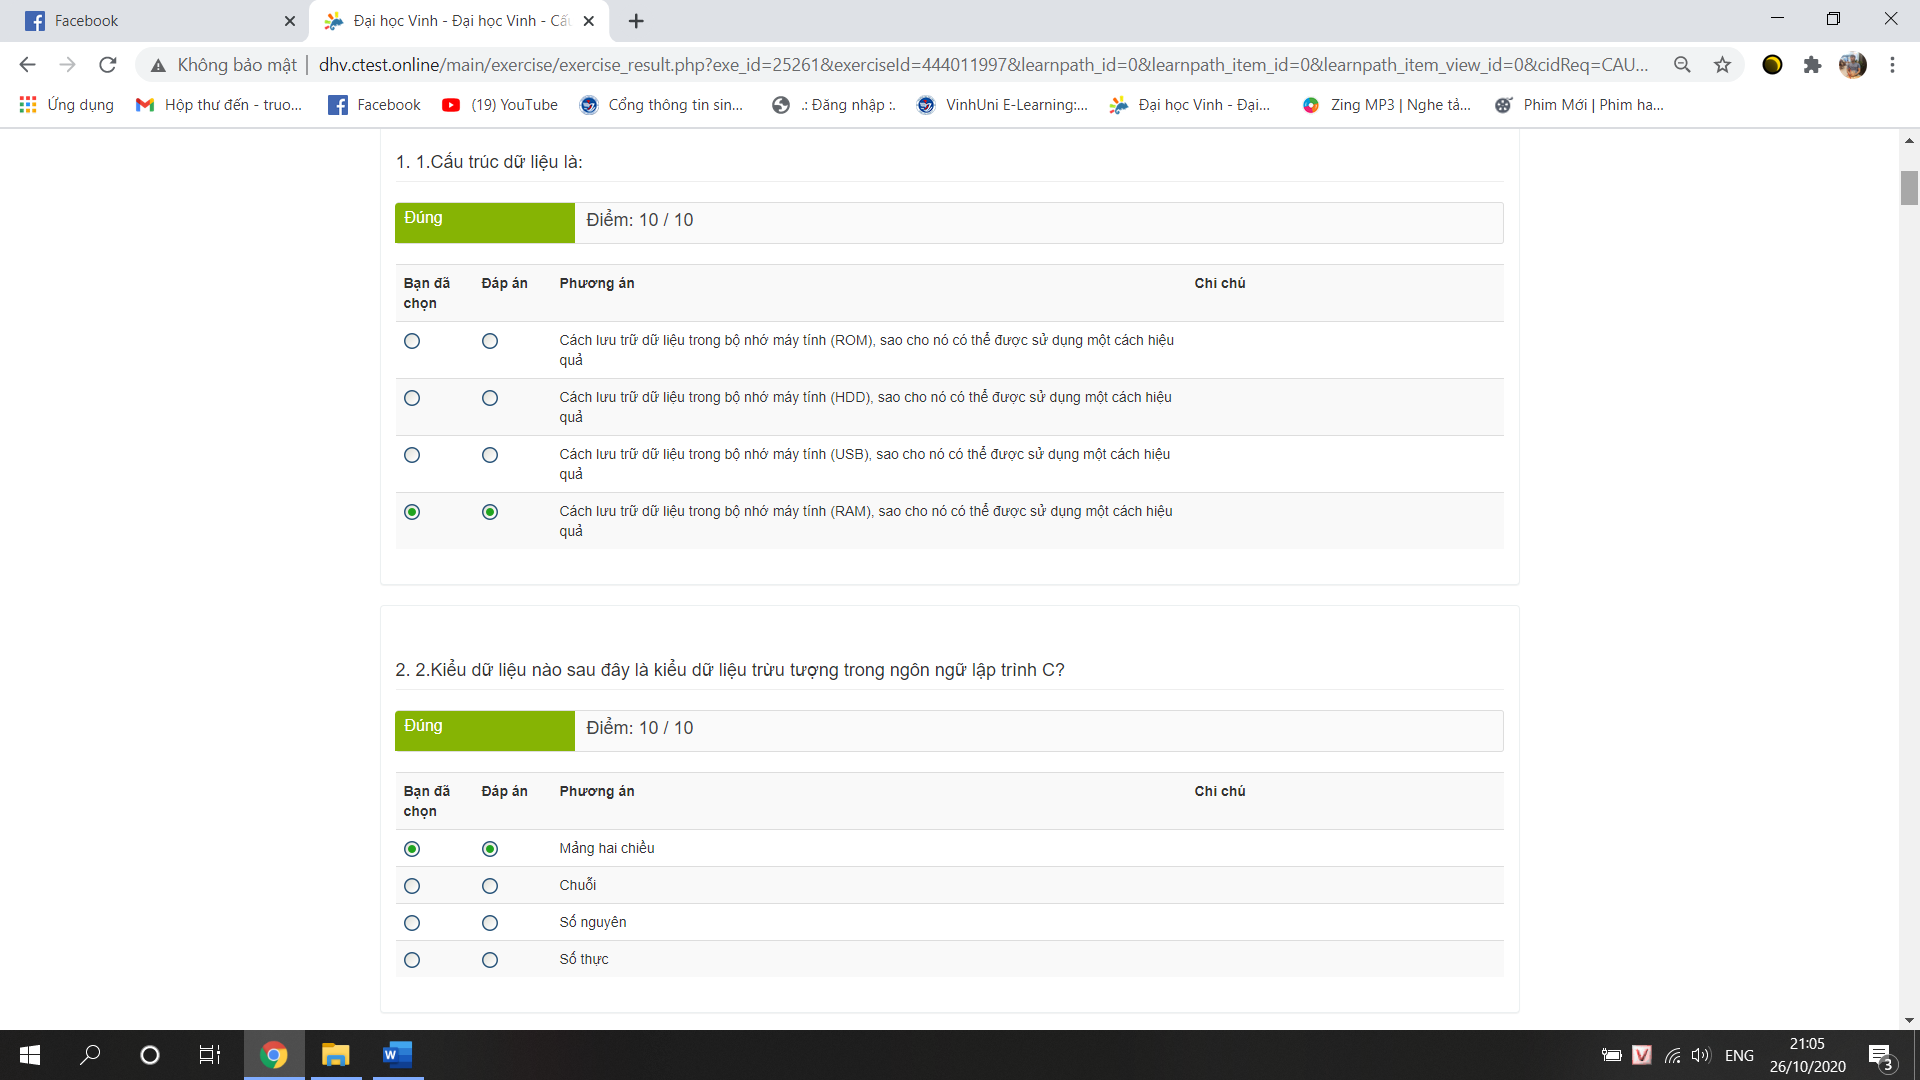 Facebook
Đại học Vinh - Đại học Vinh - Cấu
Không bảo mật
dhv.ctest.online/main/exercise/exercise_result.php?exe_id=25261&exerciseId=444011997&learnpath_id=0&learnpath_item_id=0&learnpath_item_view_id=0&cidReq=CAU...
Ứng dụng
Hộp thư đến - truo...
Facebook
(19) YouTube
Cổng thông tin sin...
.: Đăng nhập :.
VinhUni E-Learning:...
Đại học Vinh - Đại...
Zing MP3 | Nghe tả...
Phim Mới | Phim ha...
1. 1.Cấu trúc dữ liệu là:
Đúng
Điểm: 10 / 10
Bạn đã chọn
Đáp án
Phương án
Chi chú
Cách lưu trữ dữ liệu trong bộ nhớ máy tính (ROM), sao cho nó có thể được sử dụng một cách hiệu
quả
Cách lưu trữ dữ liệu trong bộ nhớ máy tính (HDD), sao cho nó có thể được sử dụng một cách hiệu
quả
Cách lưu trữ dữ liệu trong bộ nhớ máy tính (USB), sao cho nó có thể được sử dụng một cách hiệu
quả
Cách lưu trữ dữ liệu trong bộ nhớ máy tính (RAM), sao cho nó có thể được sử dụng một cách hiệu
quả
2. 2.Kiểu dữ liệu nào sau đây là kiểu dữ liệu trừu tượng trong ngôn ngữ lập trình C?
Đúng
Điểm: 10 / 10
Bạn đã chọn
Đáp án
Phương án
Chi chú
Mảng hai chiều
Chuỗi
Số nguyên
Số thực
W
V
ENG
21:05
26/10/2020
3